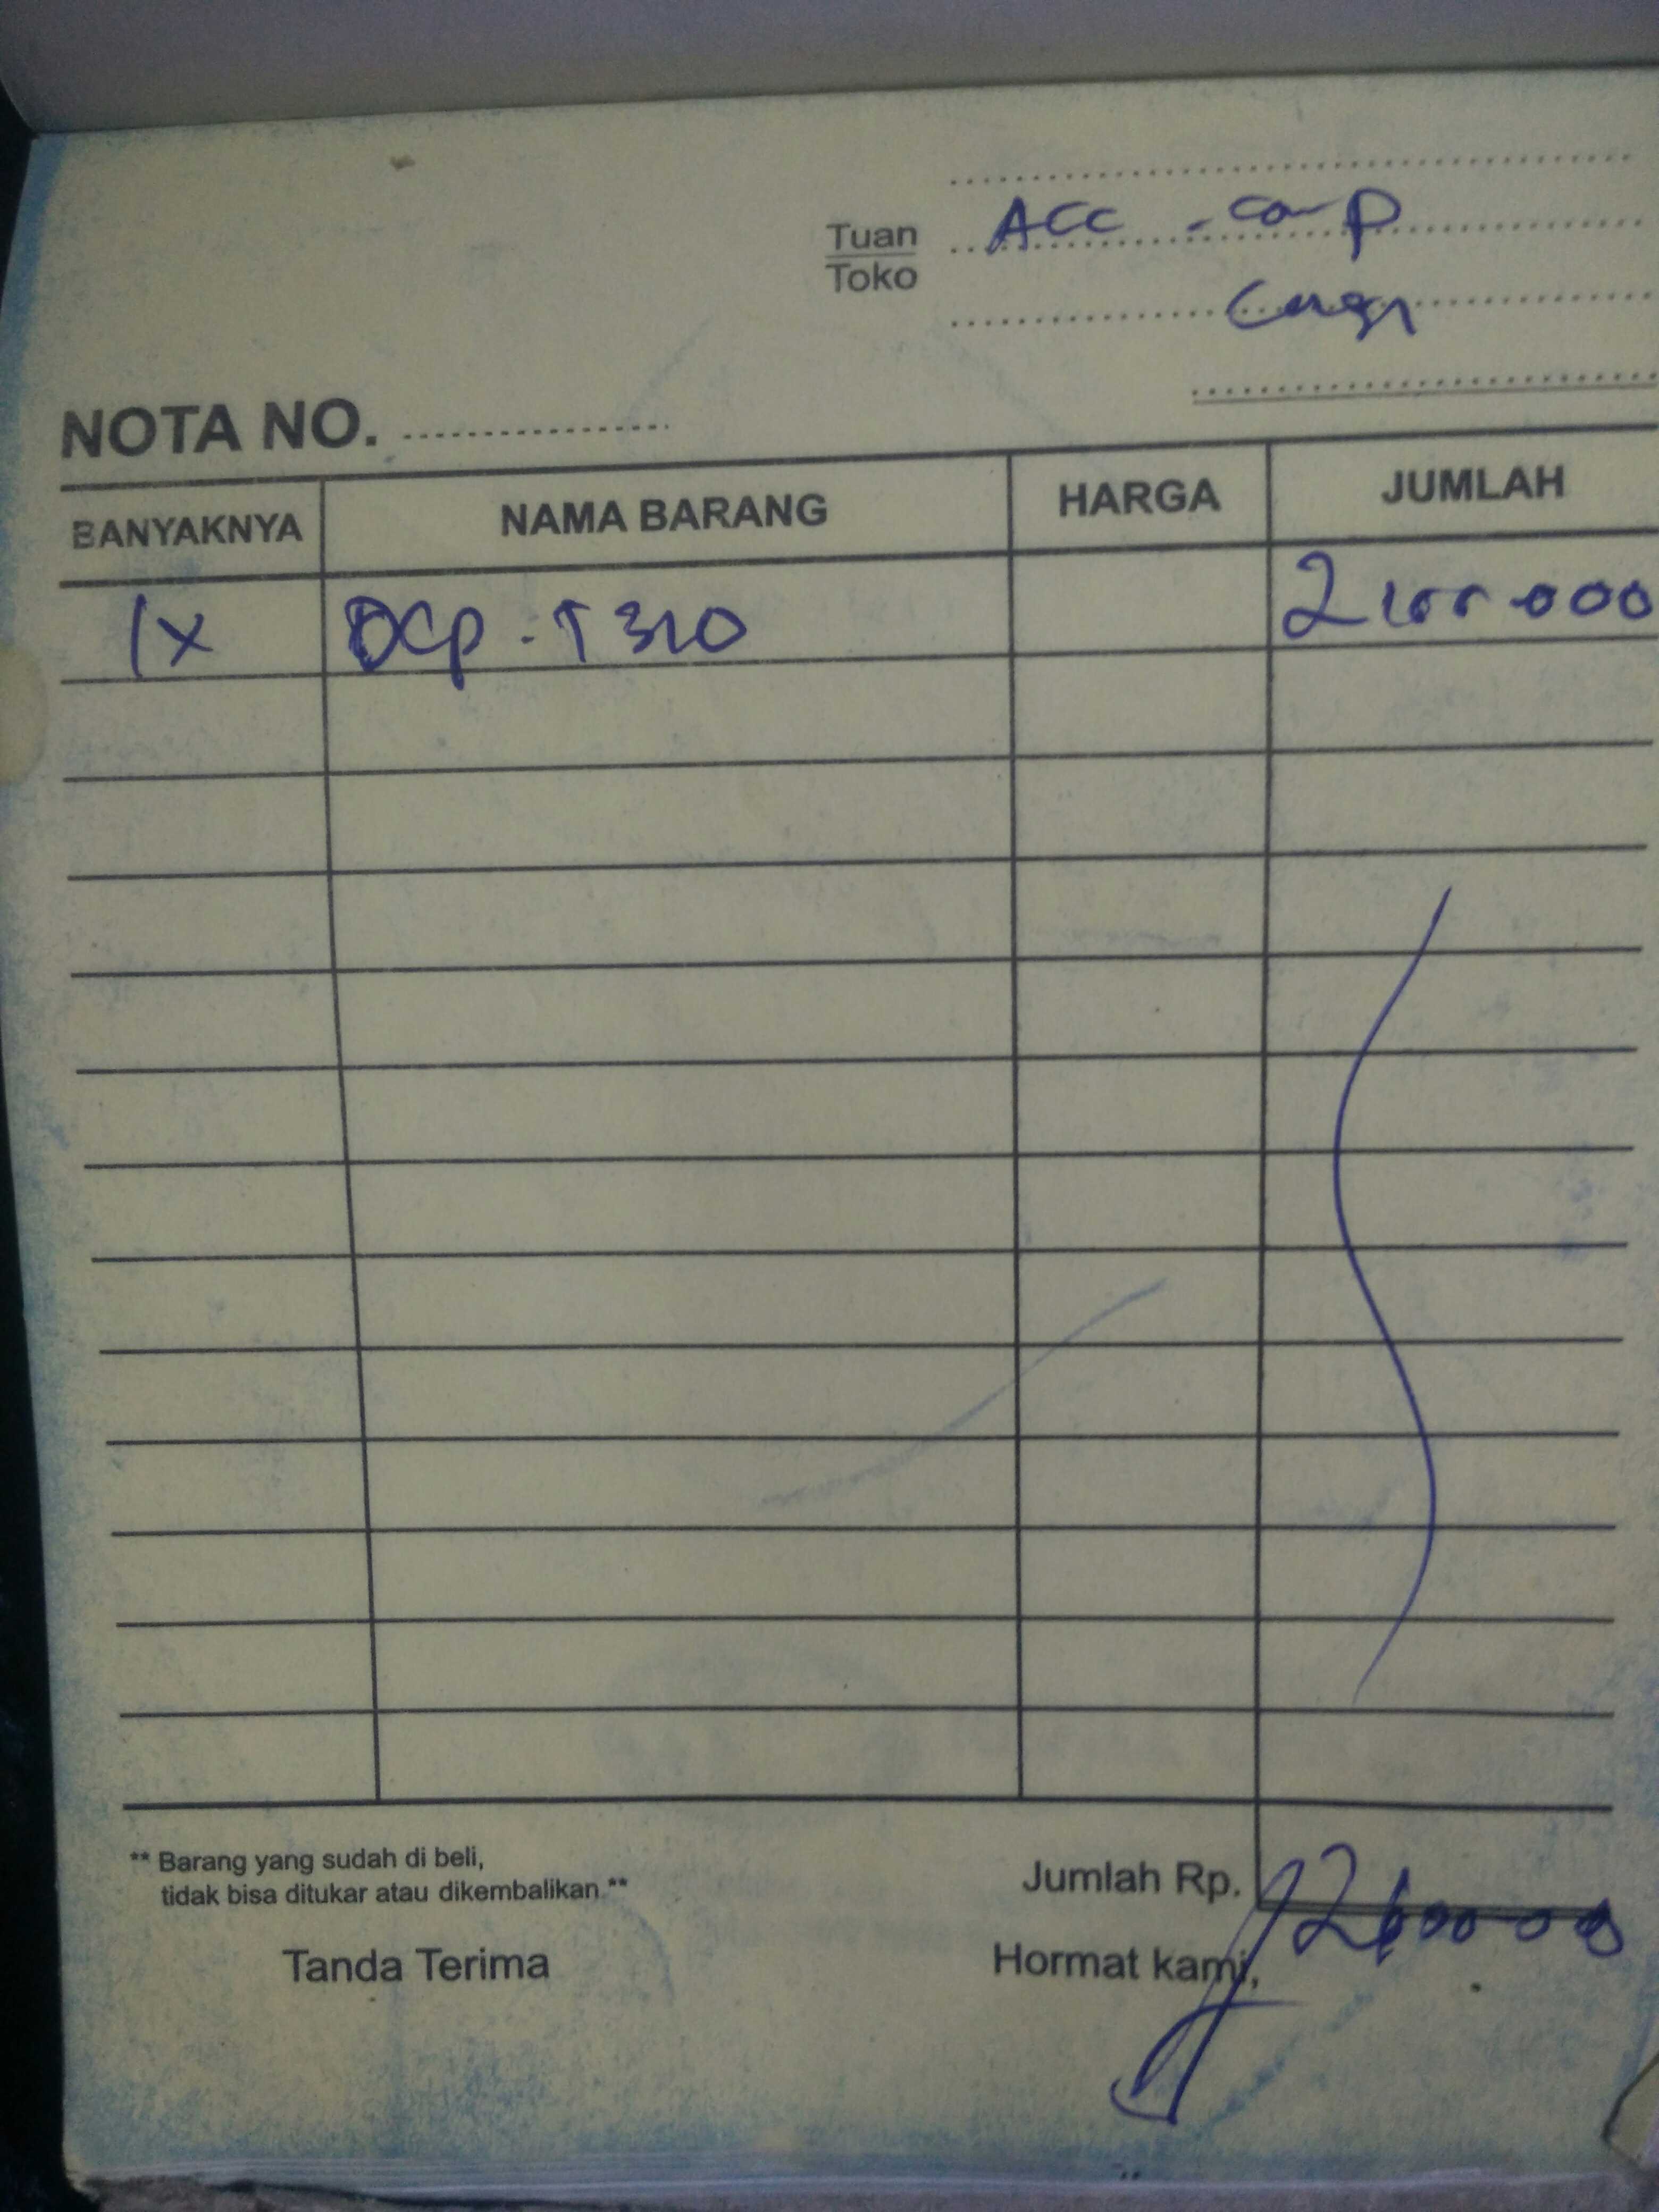 Tuan
Toko
Acc - corp
NOTA NO.
BANYAKNYA NAMA BARANG HARGA JUMLAH
1x DCP - T310 2100.000
** Barang yang sudah di beli,
tidak bisa ditukar atau dikembalikan.**
Jumlah Rp.
Tanda Terima
Hormat kami,